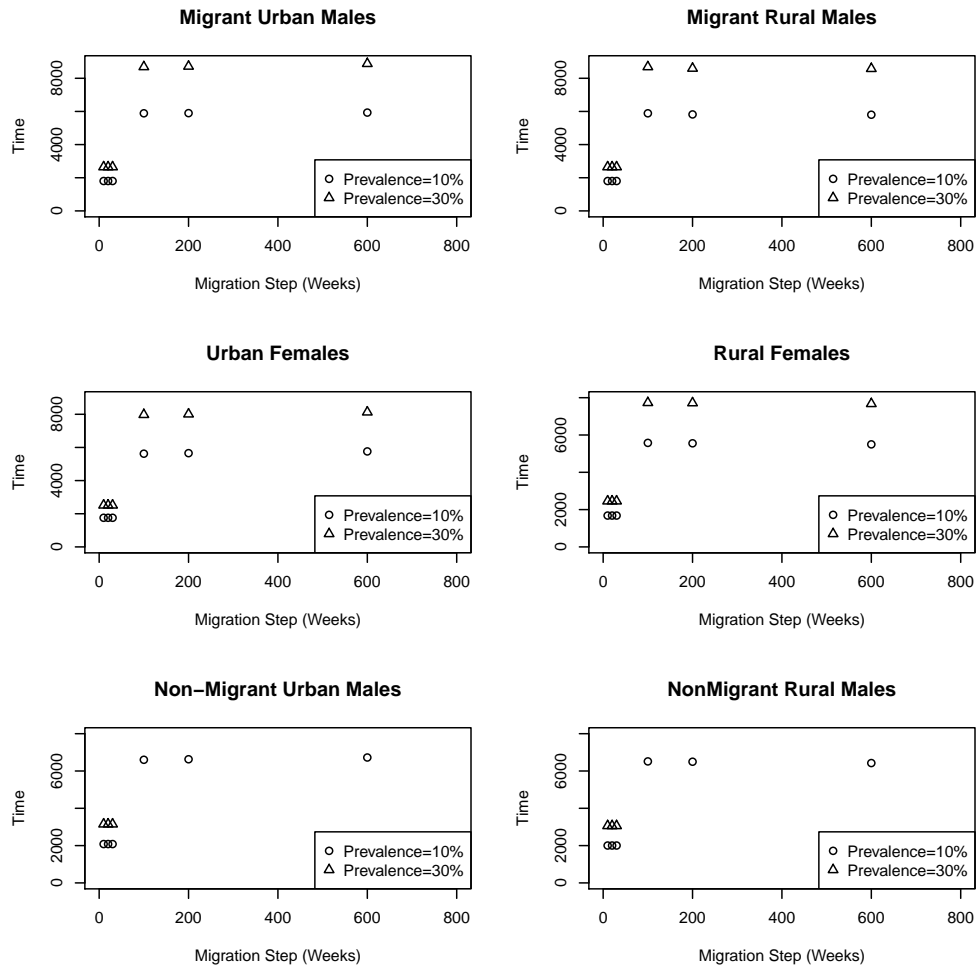 Migrant Urban Males
Time
8000
4000
0
Prevalence=10%
Prevalence=30%
0 200 400 600 800
Migration Step (Weeks)
Migrant Rural Males
Time
8000
4000
0
Prevalence=10%
Prevalence=30%
0 200 400 600 800
Migration Step (Weeks)
Urban Females
Time
8000
4000
0
Prevalence=10%
Prevalence=30%
0 200 400 600 800
Migration Step (Weeks)
Rural Females
Time
6000
2000
0
Prevalence=10%
Prevalence=30%
0 200 400 600 800
Migration Step (Weeks)
Non−Migrant Urban Males
Time
6000
2000
0
Prevalence=10%
Prevalence=30%
0 200 400 600 800
Migration Step (Weeks)
NonMigrant Rural Males
Time
6000
2000
0
Prevalence=10%
Prevalence=30%
0 200 400 600 800
Migration Step (Weeks)